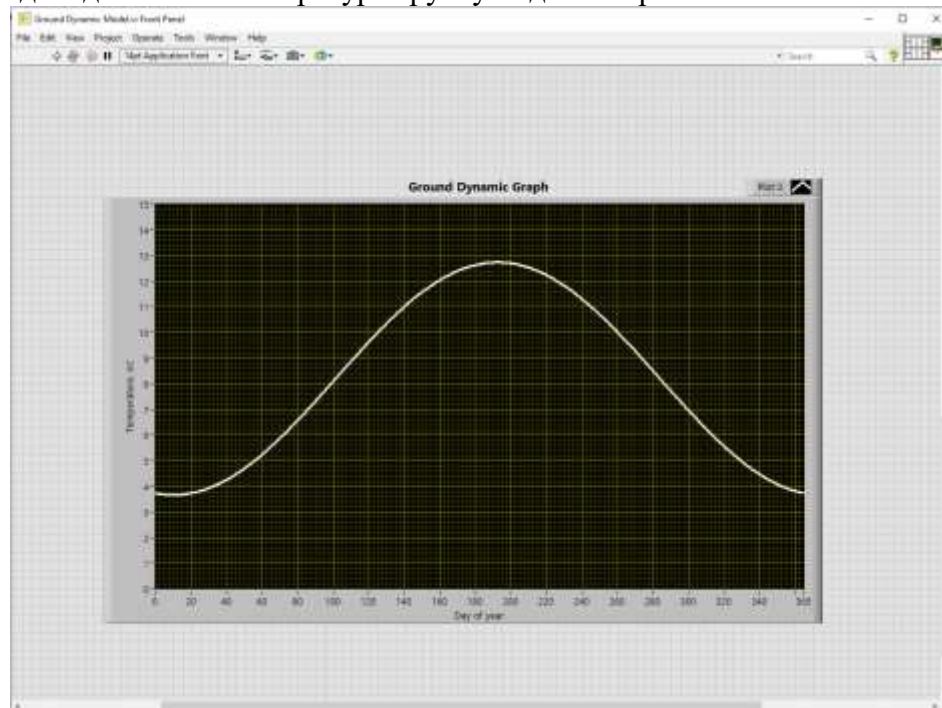 Ground Dynamic Model.vi Front Panel
File Edit View Project Operate Tools Window Help
Application Font
Search
Ground Dynamic Graph
Plot 0
15
14
13
12
11
10
9
8
7
6
5
4
3
2
1
0
Temperature,
0 20 40 60 80 100 120 140 160 180 200 220 240 260 280 300 320 340 365
Day of year